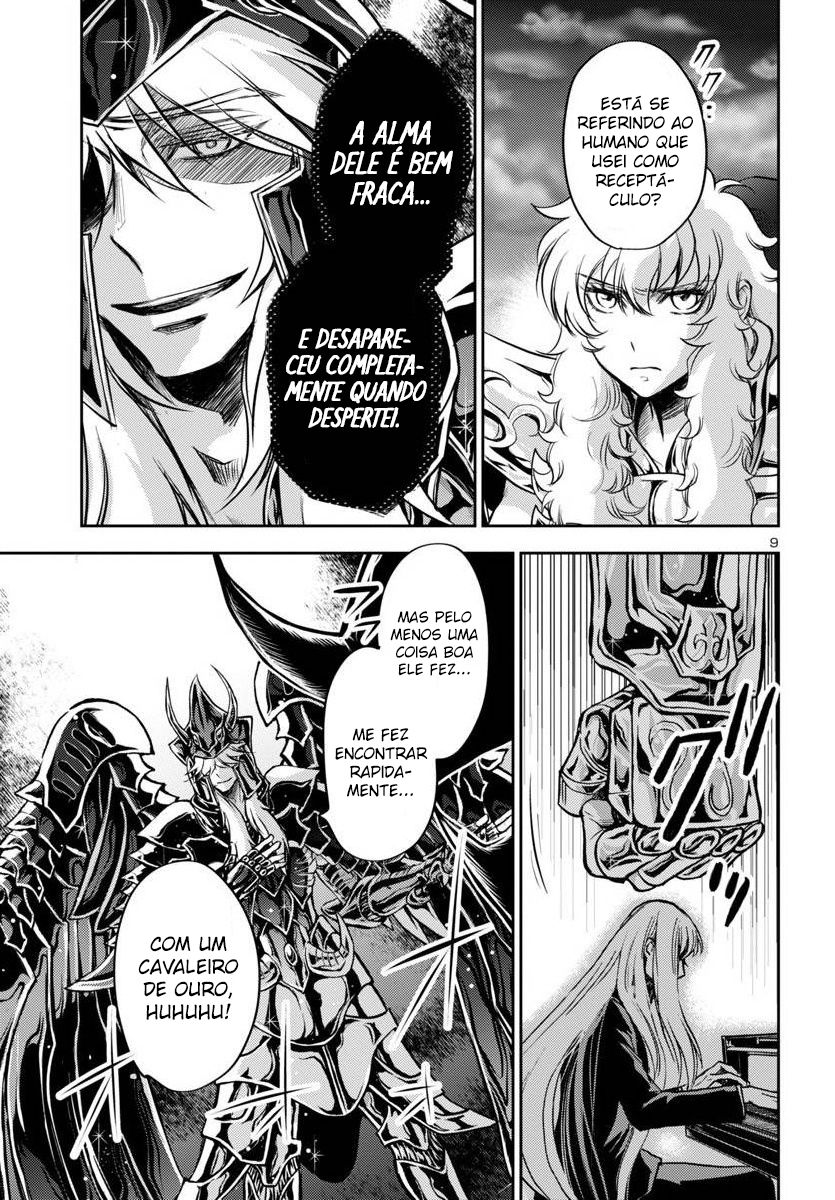 ESTÁ SE
REFERINDO AO
HUMANO QUE
USEI COMO
RECEPTÁ-
CULO?
A ALMA
DELE É BEM
FRACA...
E DESAPARE-
CEU COMPLETA-
MENTE QUANDO
DESPERTEI.
9
MAS PELO
MENOS UMA
COISA BOA
ELE FEZ...
ME FEZ
ENCONTRAR
RAPIDA-
MENTE...
COM UM
CAVALEIRO
DE OURO,
HUHUHU!